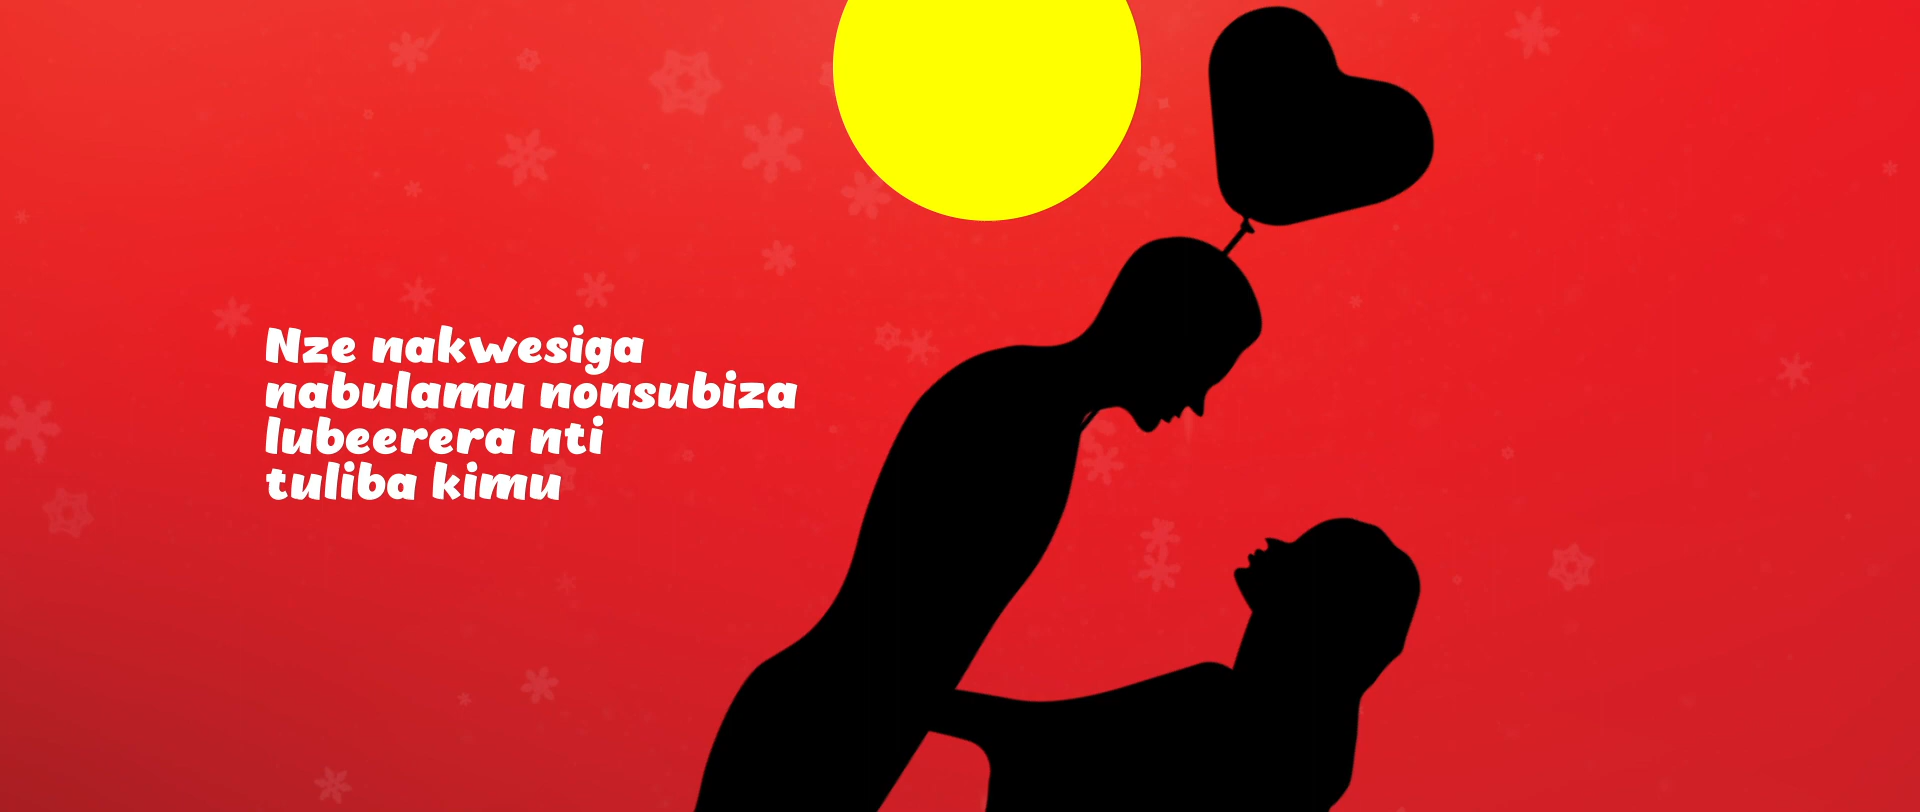 Nze nakwesiga
nabulamu nonsubiza
lubeerera nti
tuliba kimu